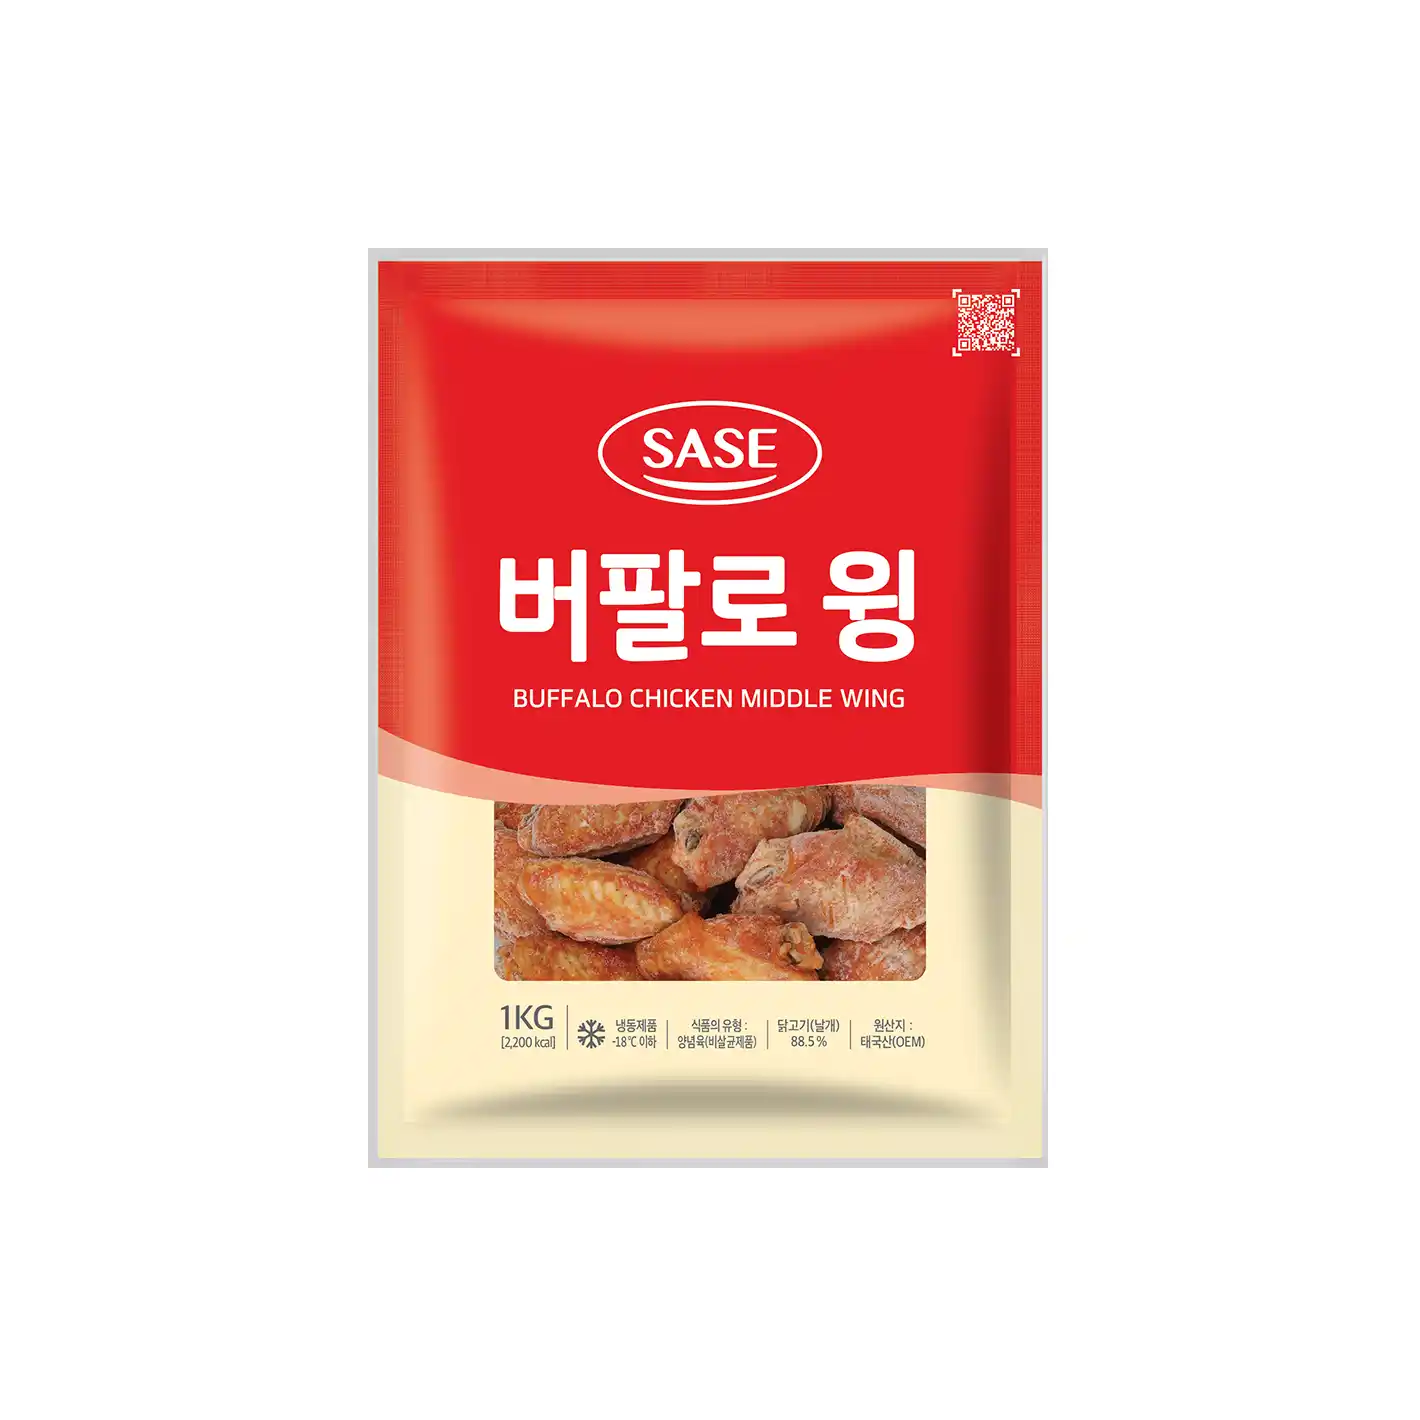 SASE
버팔로 윙
BUFFALO CHICKEN MIDDLE WING
1KG
[2,200 kcal]
냉동제품
-18℃ 이하
식품의 유형 :
양념육(비살균제품)
닭고기(날개)
88.5%
원산지 :
태국산(OEM)